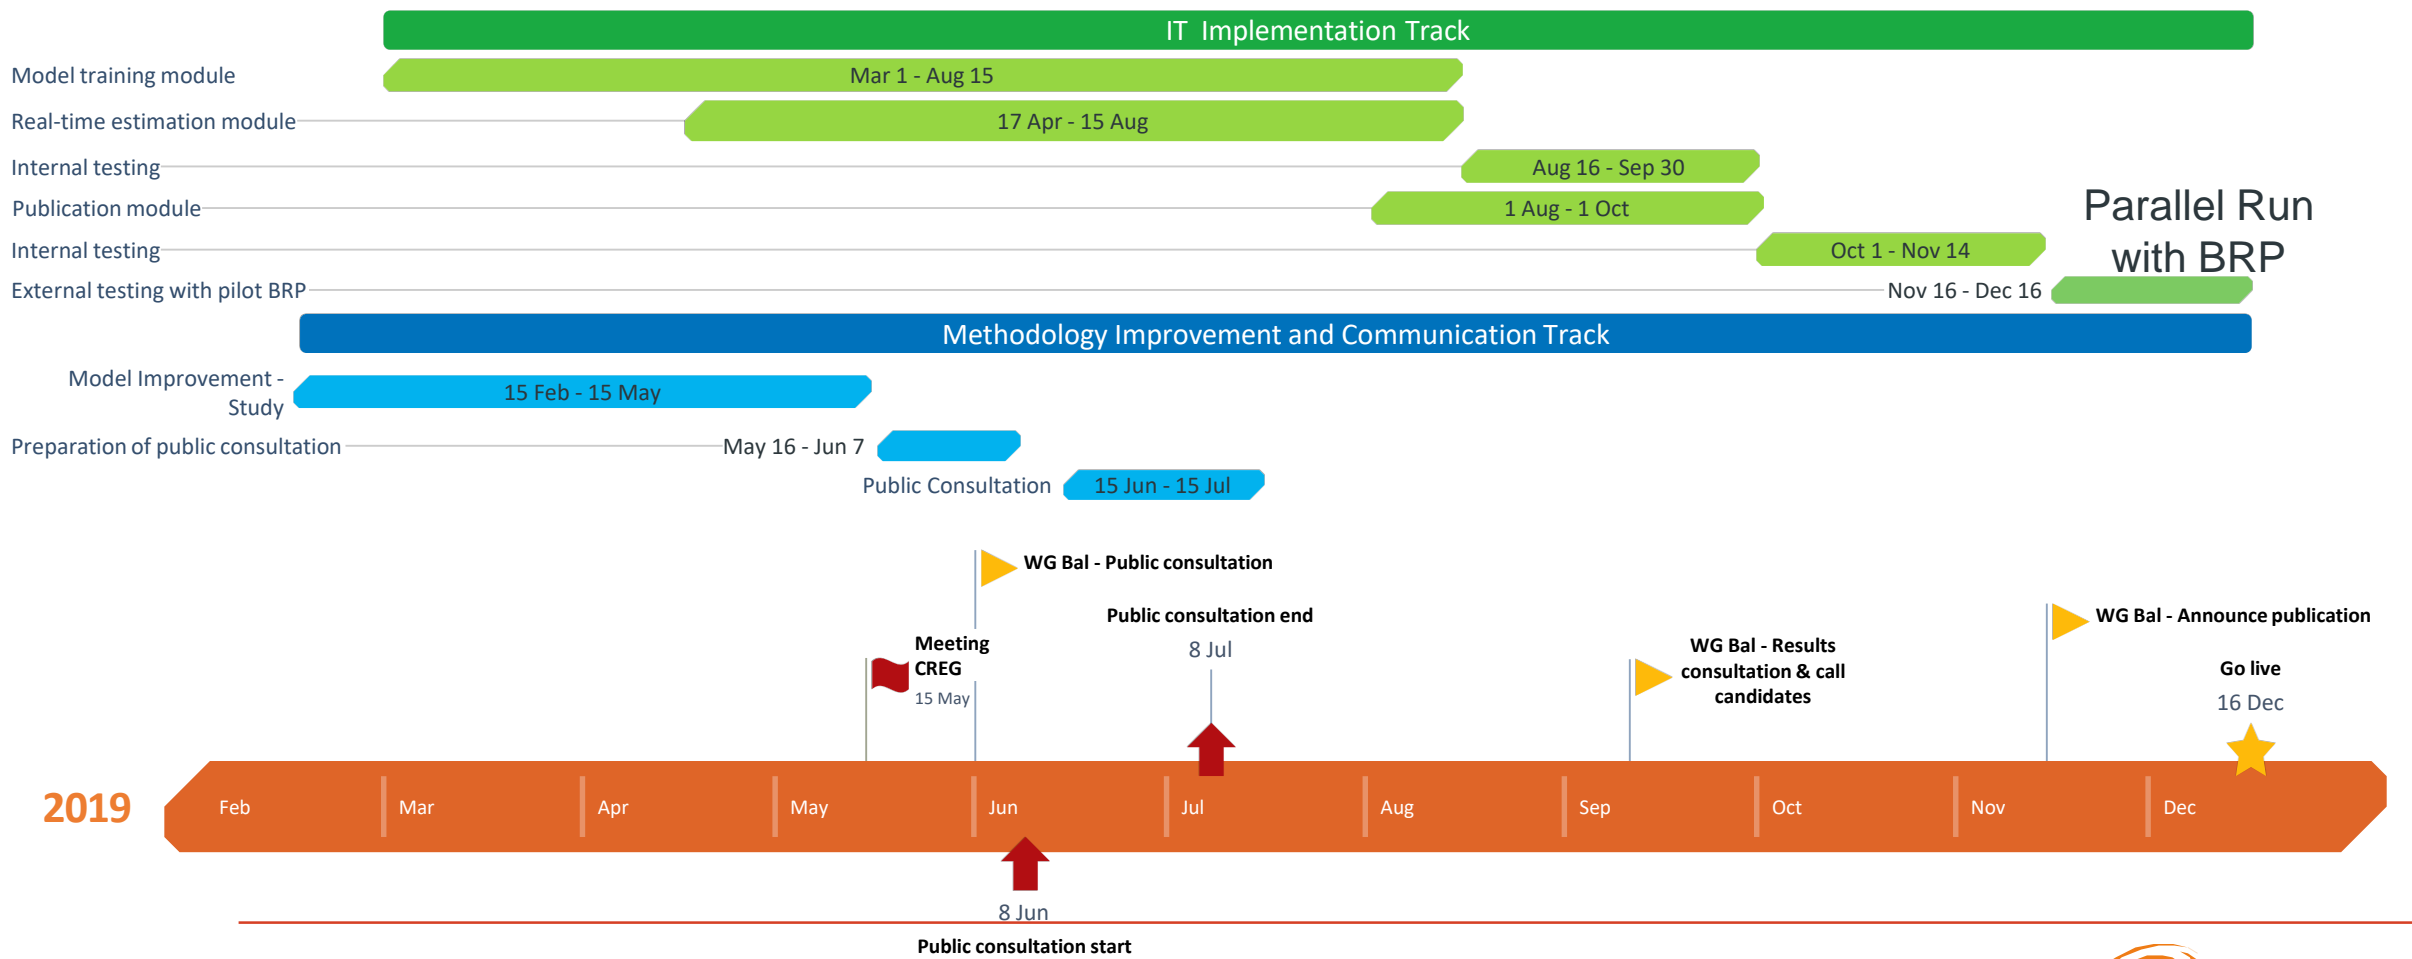 IT Implementation Track
Model training module
Mar 1 - Aug 15
Real-time estimation module
17 Apr - 15 Aug
Internal testing
Aug 16 - Sep 30
Publication module
1 Aug - 1 Oct
Parallel Run
with BRP
Internal testing
Oct 1 - Nov 14
External testing with pilot BRP
Nov 16 - Dec 16
Methodology Improvement and Communication Track
Model Improvement -
Study
15 Feb - 15 May
Preparation of public consultation
May 16 - Jun 7
Public Consultation
15 Jun - 15 Jul
WG Bal - Public consultation
Public consultation end
8 Jul
Meeting
CREG
15 May
WG Bal - Results
consultation & call
candidates
WG Bal - Announce publication
Go live
16 Dec
2019
Feb
Mar
Apr
May
Jun
Jul
Aug
Sep
Oct
Nov
Dec
8 Jun
Public consultation start